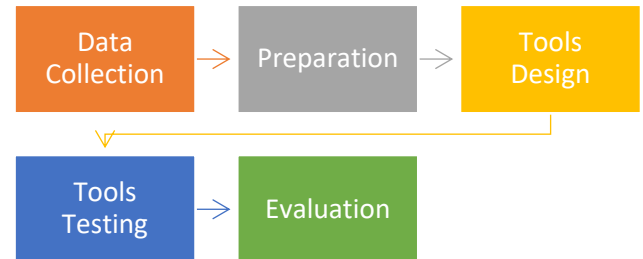 Data
Collection
Preparation
Tools
Design
Tools
Testing
Evaluation